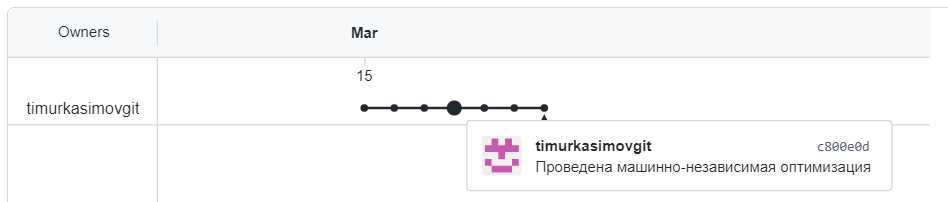 Owners
Mar
15
timurkasimovgit
timurkasimovgit c800e0d
Проведена машинно-независимая оптимизация